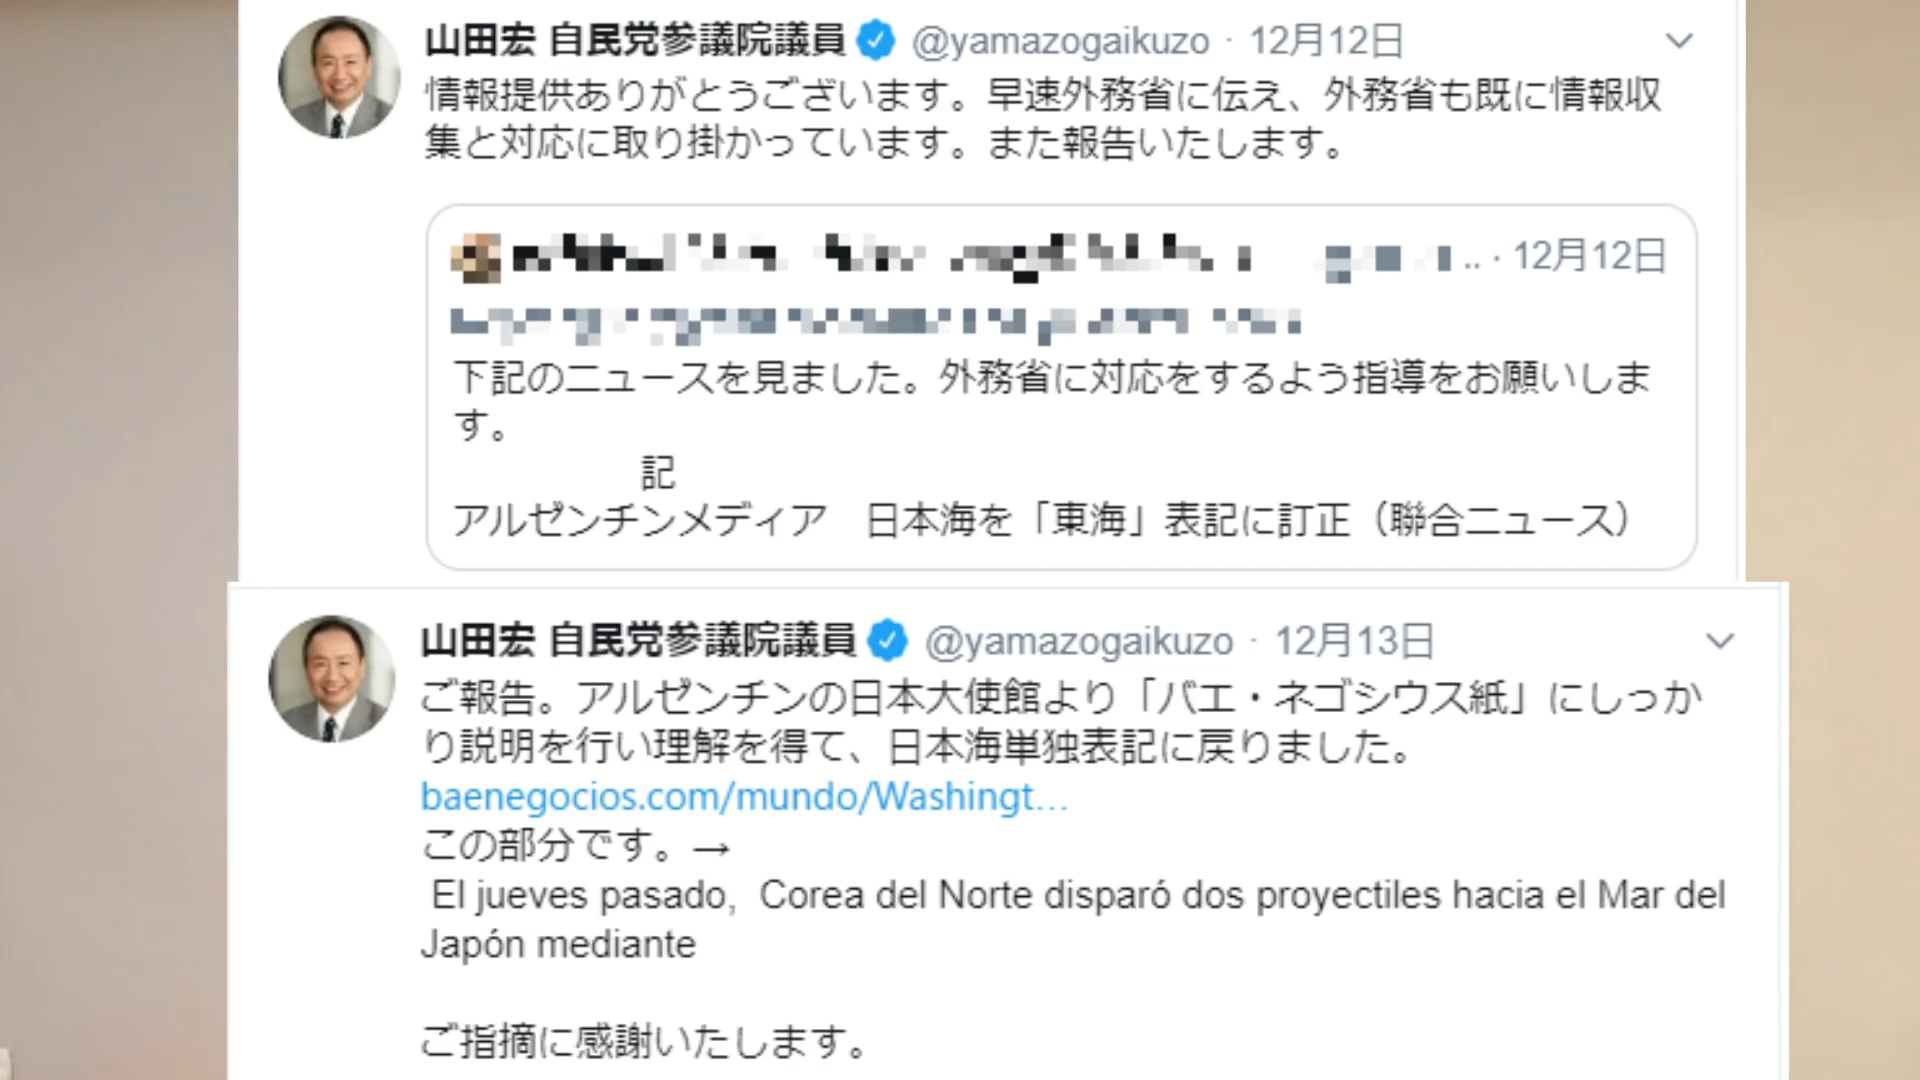 山田宏 自民党参議院議員 @yamazogaikuzo · 12月12日
情報提供ありがとうございます。早速外務省に伝え、外務省も既に情報収
集と対応に取り掛かっています。また報告いたします。
.. · 12月12日
下記のニュースを見ました。外務省に対応をするよう指導をお願いしま
す。
記
アルゼンチンメディア　日本海を「東海」表記に訂正（聯合ニュース）
山田宏 自民党参議院議員 @yamazogaikuzo · 12月13日
ご報告。アルゼンチンの日本大使館より「バエ・ネゴシウス紙」にしっか
り説明を行い理解を得て、日本海単独表記に戻りました。
baenegocios.com/mundo/Washingt…
この部分です。→
El jueves pasado,  Corea del Norte disparó dos proyectiles hacia el Mar del
Japón mediante
ご指摘に感謝いたします。